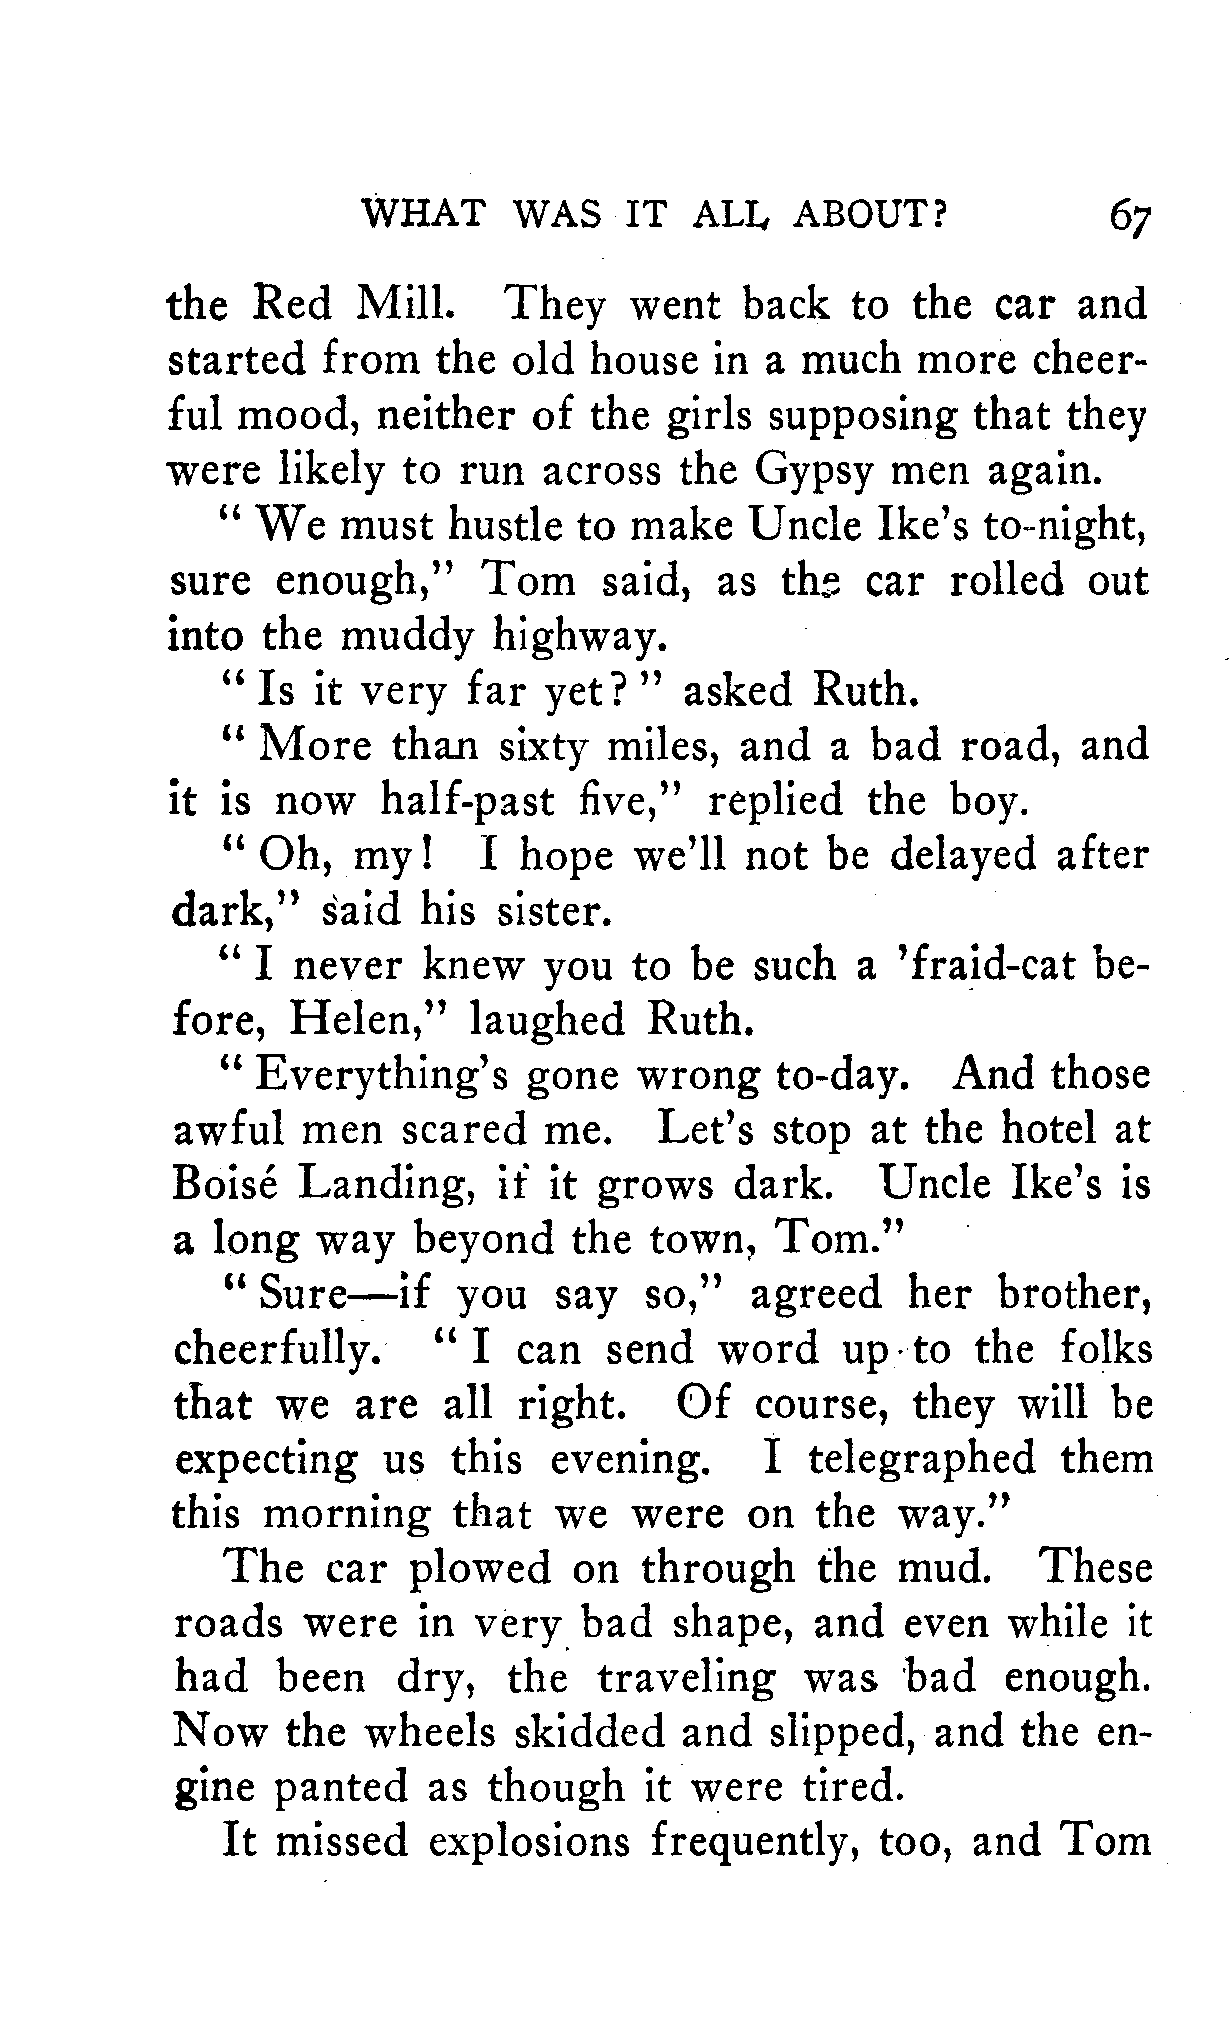 WHAT WAS IT ALL ABOUT? 67
the Red Mill. They went back to the car and
started from the old house in a much more cheer-
ful mood, neither of the girls supposing that they
were likely to run across the Gypsy men again.
“ We must hustle to make Uncle Ike’s to-night,
sure enough,” Tom said, as the car rolled out
into the muddy highway.
“ Is it very far yet? ” asked Ruth.
“ More than sixty miles, and a bad road, and
it is now half-past five,” replied the boy.
“ Oh, my! I hope we’ll not be delayed after
dark,” said his sister.
“ I never knew you to be such a ’fraid-cat be-
fore, Helen,” laughed Ruth.
“ Everything’s gone wrong to-day. And those
awful men scared me. Let’s stop at the hotel at
Boisé Landing, if it grows dark. Uncle Ike’s is
a long way beyond the town, Tom.”
“ Sure—if you say so,” agreed her brother,
cheerfully. “ I can send word up to the folks
that we are all right. Of course, they will be
expecting us this evening. I telegraphed them
this morning that we were on the way.”
The car plowed on through the mud. These
roads were in very bad shape, and even while it
had been dry, the traveling was bad enough.
Now the wheels skidded and slipped, and the en-
gine panted as though it were tired.
It missed explosions frequently, too, and Tom